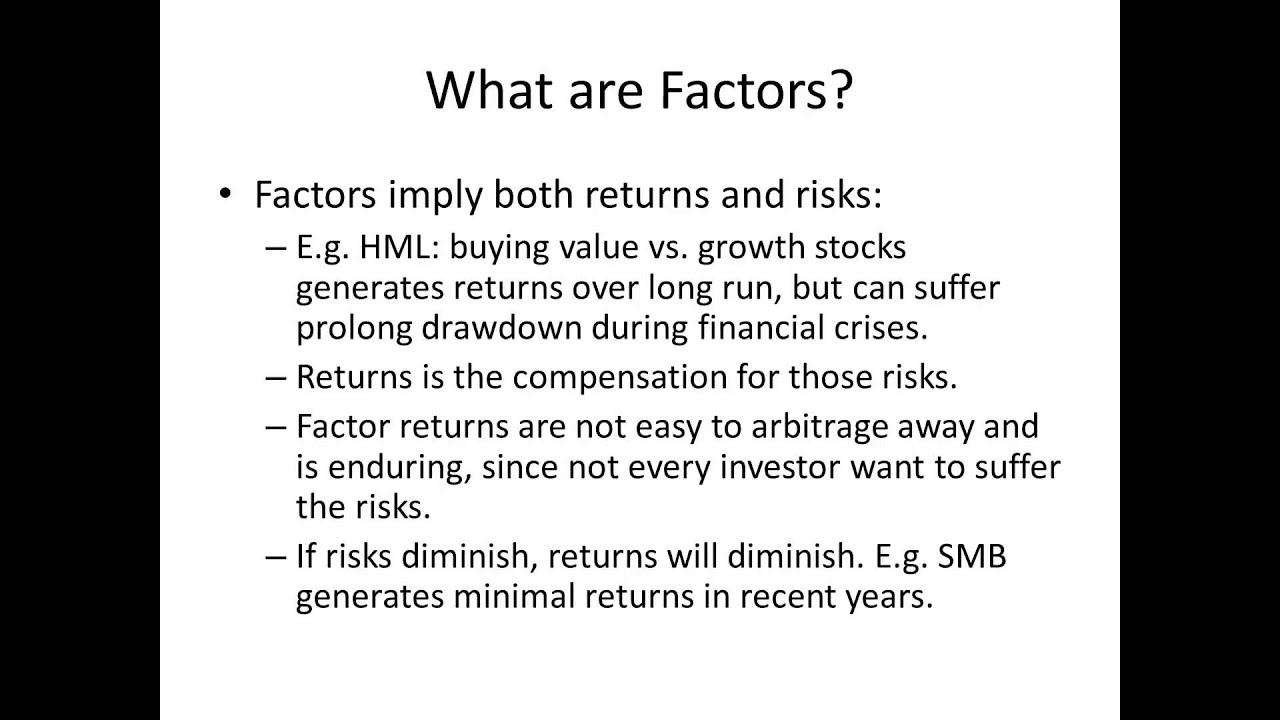 What are Factors?
• Factors imply both returns and risks:
– E.g. HML: buying value vs. growth stocks
generates returns over long run, but can suffer
prolong drawdown during financial crises.
– Returns is the compensation for those risks.
– Factor returns are not easy to arbitrage away and
is enduring, since not every investor want to suffer
the risks.
– If risks diminish, returns will diminish. E.g. SMB
generates minimal returns in recent years.